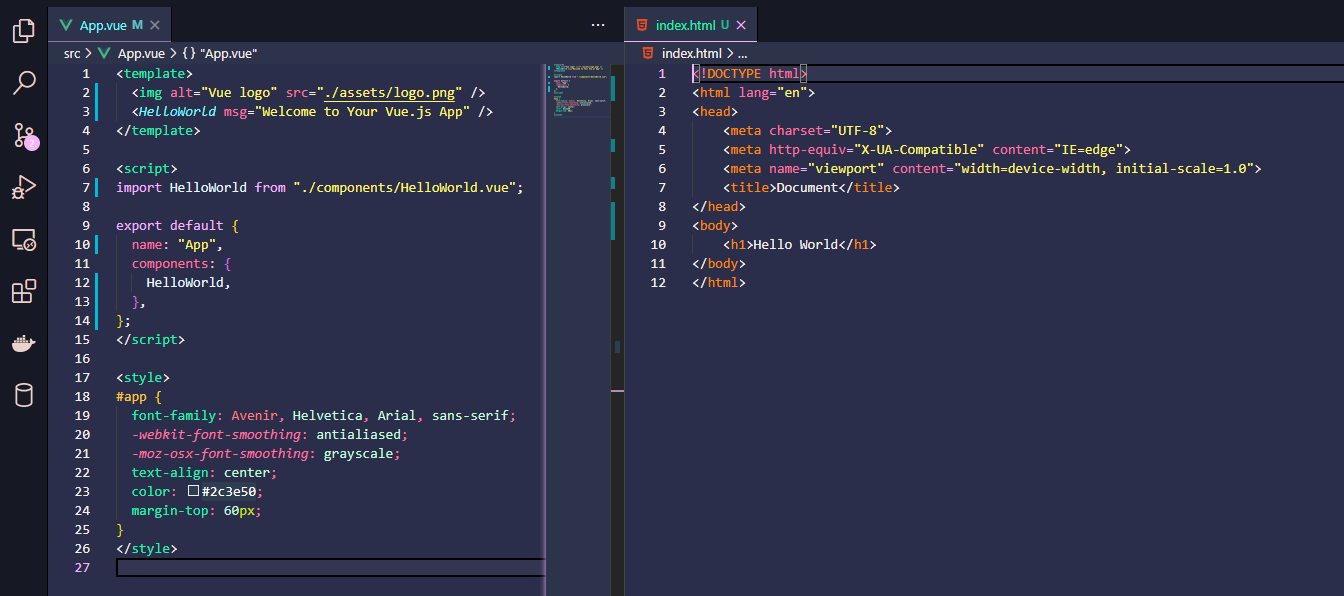 App.vue M
src > App.vue > {} "App.vue"
1 <template>
2 <img alt="Vue logo" src="./assets/logo.png" />
3 <HelloWorld msg="Welcome to Your Vue.js App" />
4 </template>
5
6 <script>
7 import HelloWorld from "./components/HelloWorld.vue";
8
9 export default {
10 name: "App",
11 components: {
12 HelloWorld,
13 },
14 };
15 </script>
16
17 <style>
18 #app {
19 font-family: Avenir, Helvetica, Arial, sans-serif;
20 -webkit-font-smoothing: antialiased;
21 -moz-osx-font-smoothing: grayscale;
22 text-align: center;
23 color: #2c3e50;
24 margin-top: 60px;
25 }
26 </style>
27
2
index.html U
index.html > ...
1 <!DOCTYPE html>
2 <html lang="en">
3 <head>
4 <meta charset="UTF-8">
5 <meta http-equiv="X-UA-Compatible" content="IE=edge">
6 <meta name="viewport" content="width=device-width, initial-scale=1.0">
7 <title>Document</title>
8 </head>
9 <body>
10 <h1>Hello World</h1>
11 </body>
12 </html>